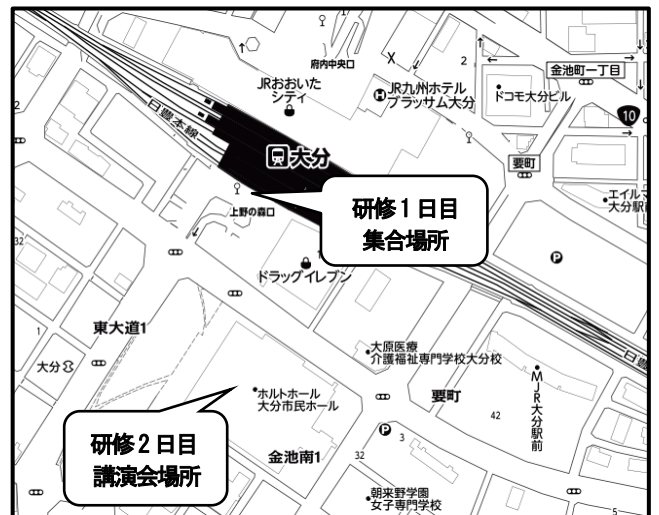 府内中央口
2
金池町一丁目
JRおおいた
シティ
JR九州ホテル
ブラッサム大分
ドコモ大分ビル
10
日豊本線
2
大分
要町
エイルマ
大分駅前
研修1日目
集合場所
上野の森口
32
ドラッグイレブン
P
東大道1
1
大分
大原医療
介護福祉専門学校大分校
日豊
ホルトホール
大分市民ホール
要町
MJR大分駅前
42
研修2日目
講演会場所
P
3
金池南1
32
朝来野学園
女子専門学校
5